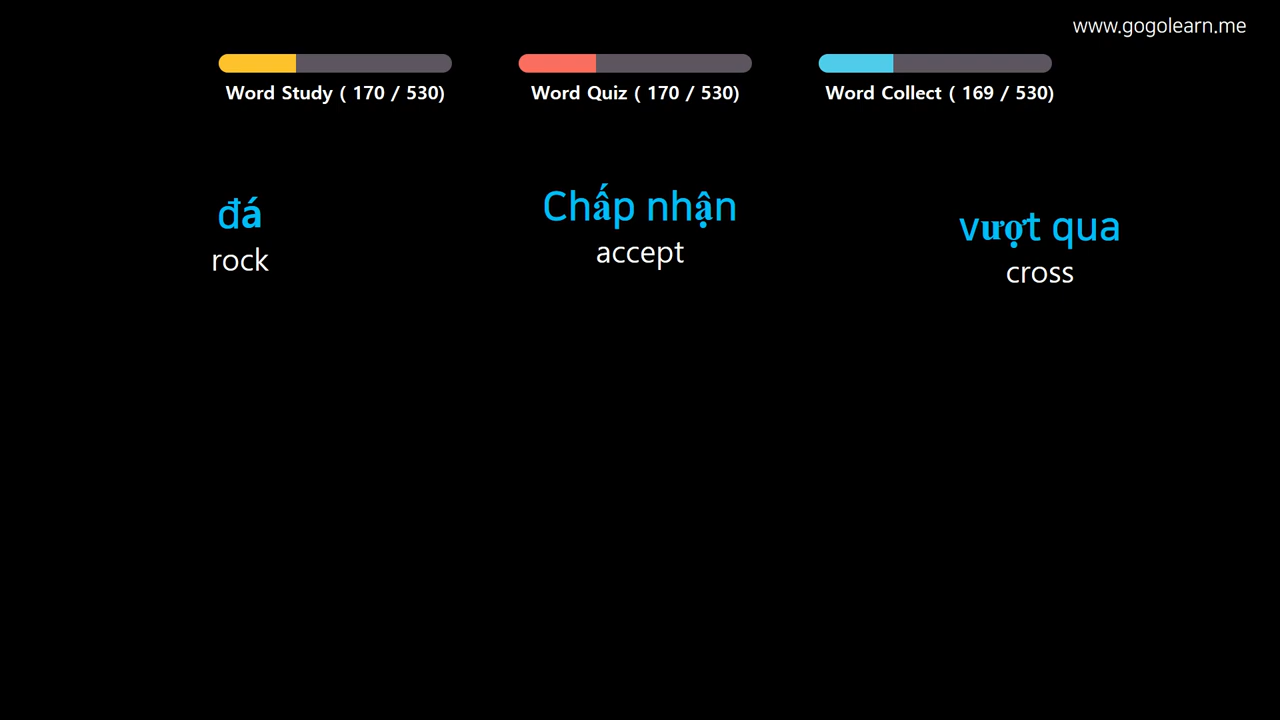 www.gogolearn.me
Word Study ( 170 / 530)
Word Quiz ( 170 / 530)
Word Collect ( 169 / 530)
đá
rock
Chấp nhận
accept
vượt qua
cross